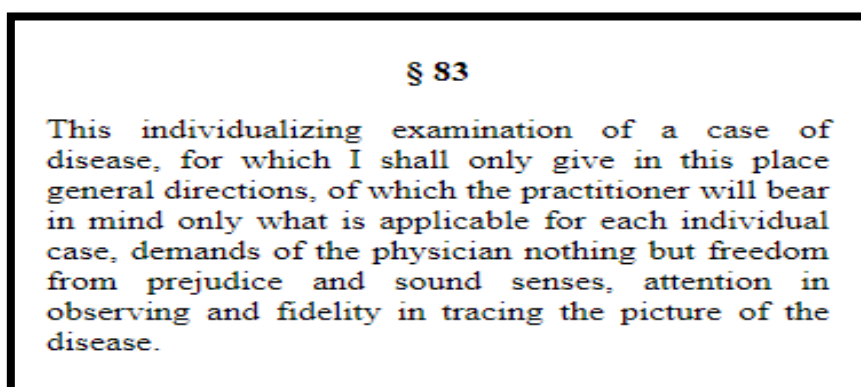 § 83
This individualizing examination of a case of
disease, for which I shall only give in this place
general directions, of which the practitioner will bear
in mind only what is applicable for each individual
case, demands of the physician nothing but freedom
from prejudice and sound senses, attention in
observing and fidelity in tracing the picture of the
disease.